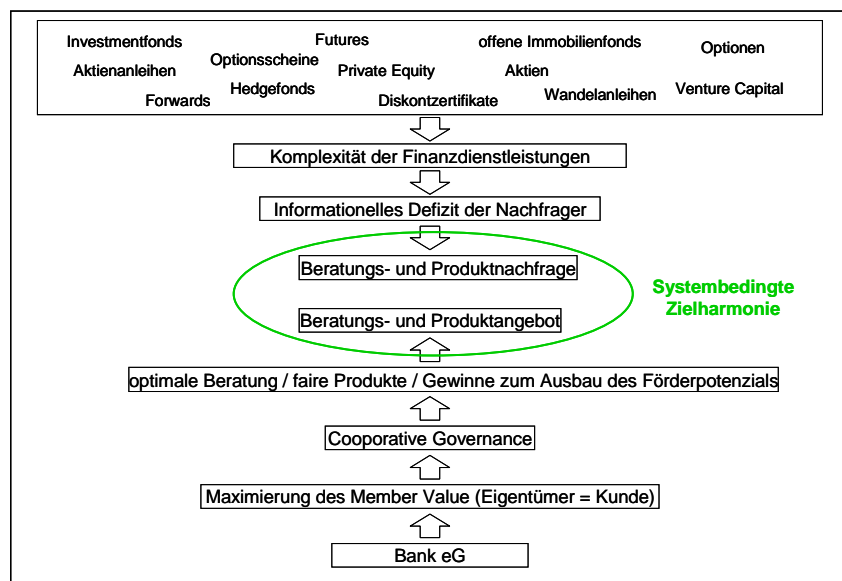 Investmentfonds Futures offene Immobilienfonds Optionen
Aktienanleihen Optionsscheine Private Equity Aktien
Forwards Hedgefonds Diskontzertifikate Wandelanleihen Venture Capital
Komplexität der Finanzdienstleistungen
Informationelles Defizit der Nachfrager
Beratungs- und Produktnachfrage
Systembedingte
Zielharmonie
Beratungs- und Produktangebot
optimale Beratung / faire Produkte / Gewinne zum Ausbau des Förderpotenzials
Cooporative Governance
Maximierung des Member Value (Eigentümer = Kunde)
Bank eG